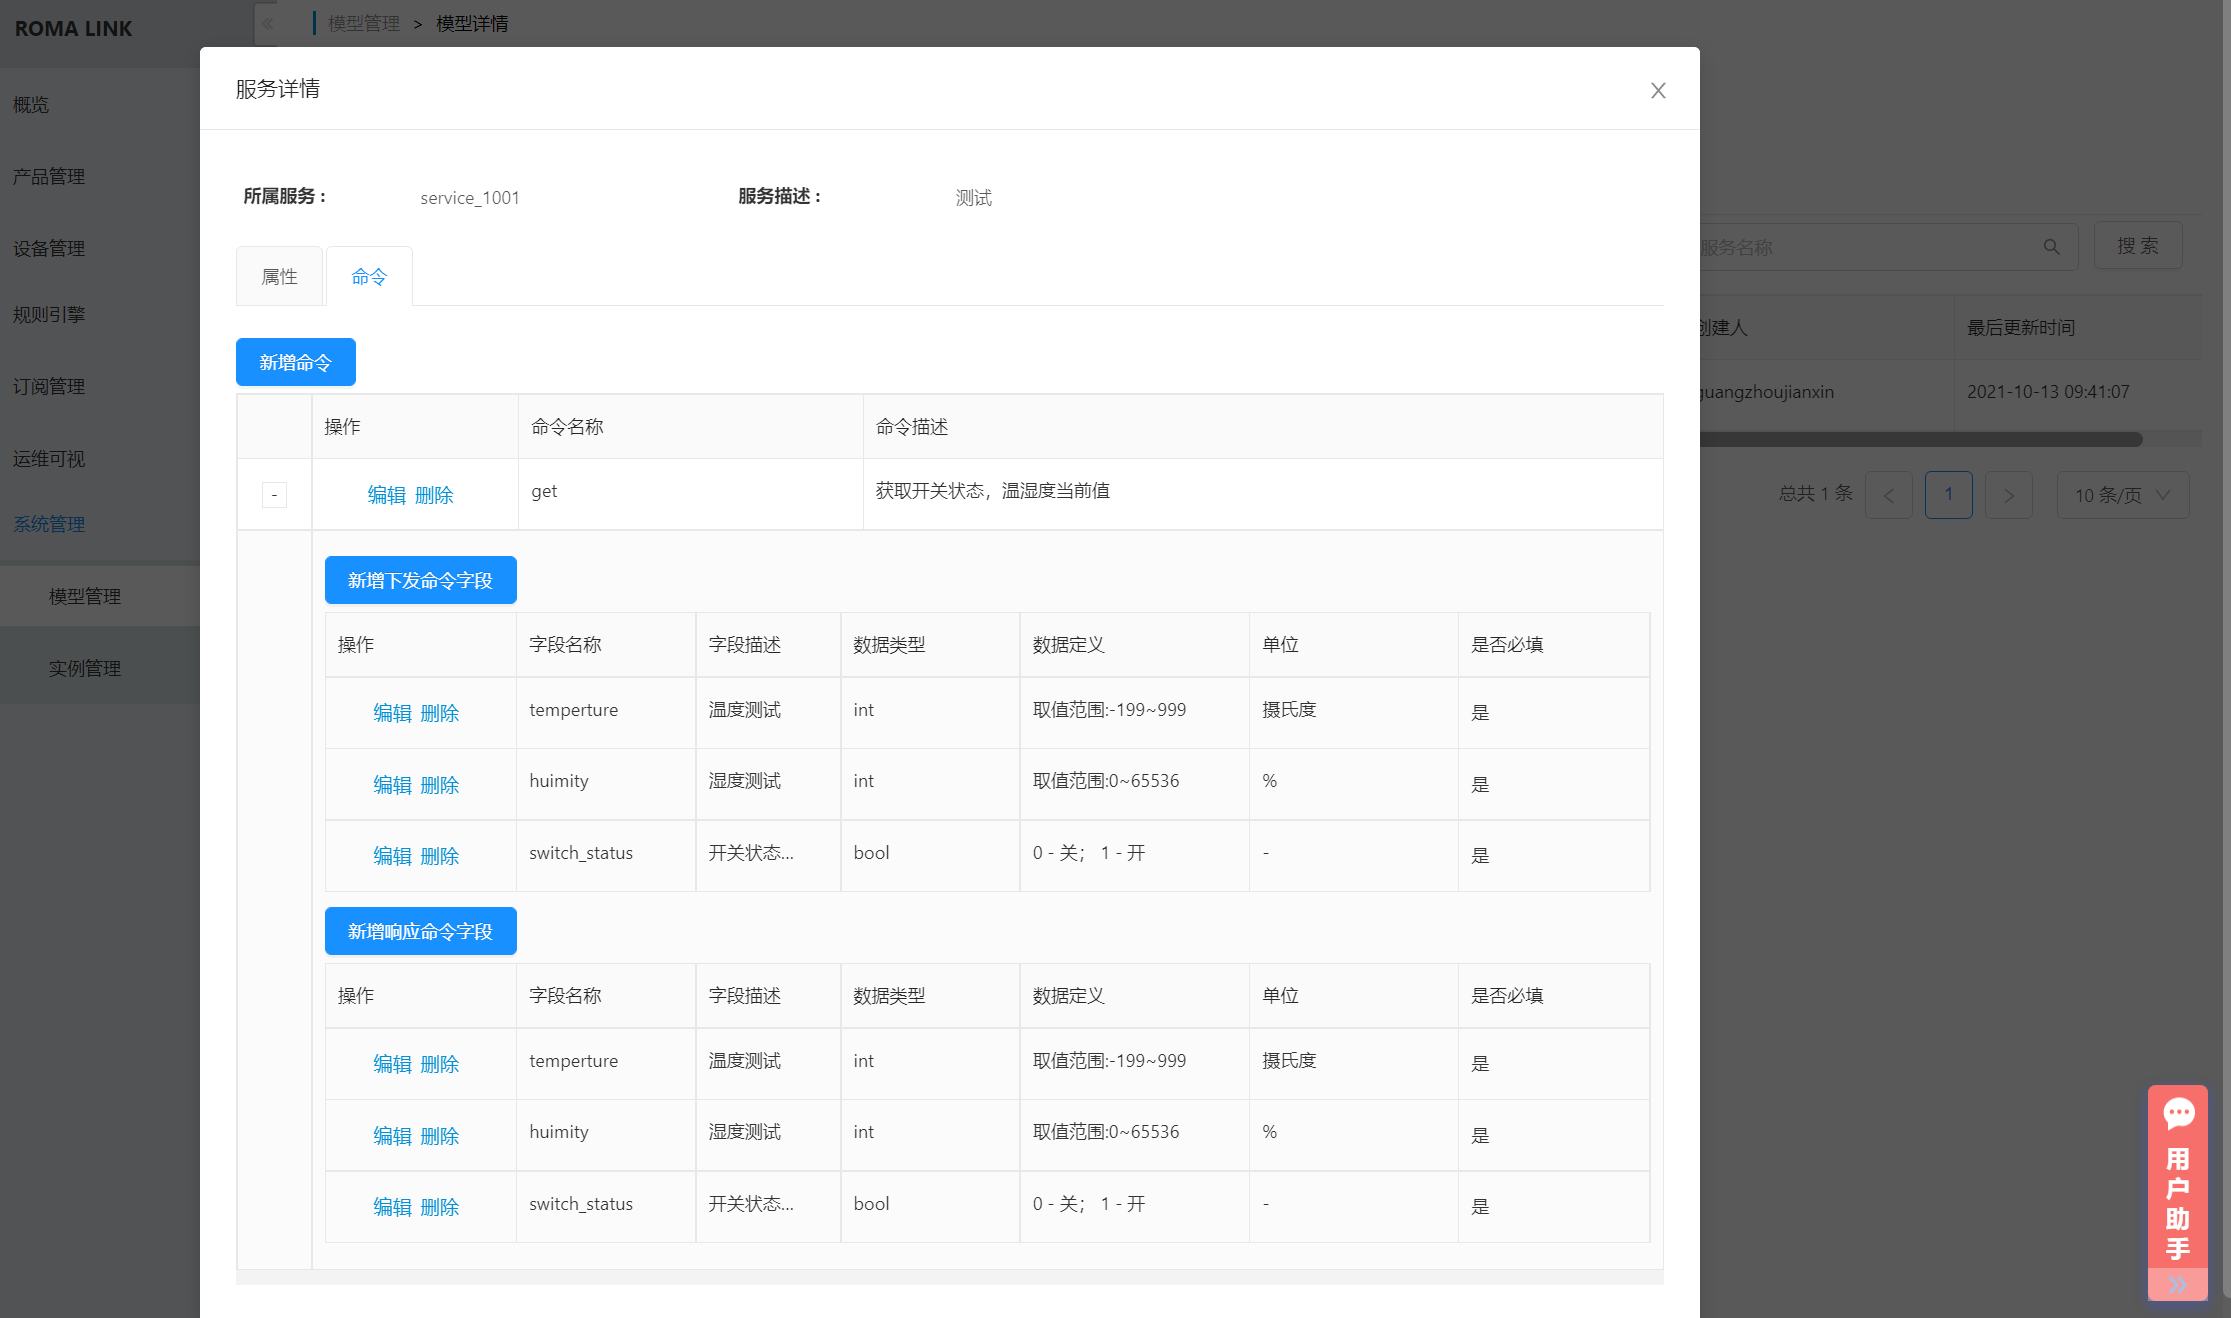 ROMA LINK
模型管理 > 模型详情
概览
产品管理
设备管理
规则引擎
订阅管理
运维可视
系统管理
模型管理
实例管理
服务详情
所属服务： service_1001 服务描述： 测试
属性 命令
新增命令
操作 命令名称 命令描述
- 编辑 删除 get 获取开关状态，温湿度当前值
新增下发命令字段
操作 字段名称 字段描述 数据类型 数据定义 单位 是否必填
编辑 删除 temperture 温度测试 int 取值范围:-199~999 摄氏度 是
编辑 删除 huimity 湿度测试 int 取值范围:0~65536 % 是
编辑 删除 switch_status 开关状态... bool 0 - 关； 1 - 开 - 是
新增响应命令字段
操作 字段名称 字段描述 数据类型 数据定义 单位 是否必填
编辑 删除 temperture 温度测试 int 取值范围:-199~999 摄氏度 是
编辑 删除 huimity 湿度测试 int 取值范围:0~65536 % 是
编辑 删除 switch_status 开关状态... bool 0 - 关； 1 - 开 - 是
服务名称 搜 索
创建人 最后更新时间
guangzhoujianxin 2021-10-13 09:41:07
总共 1 条 < 1 > 10 条/页
用户助手